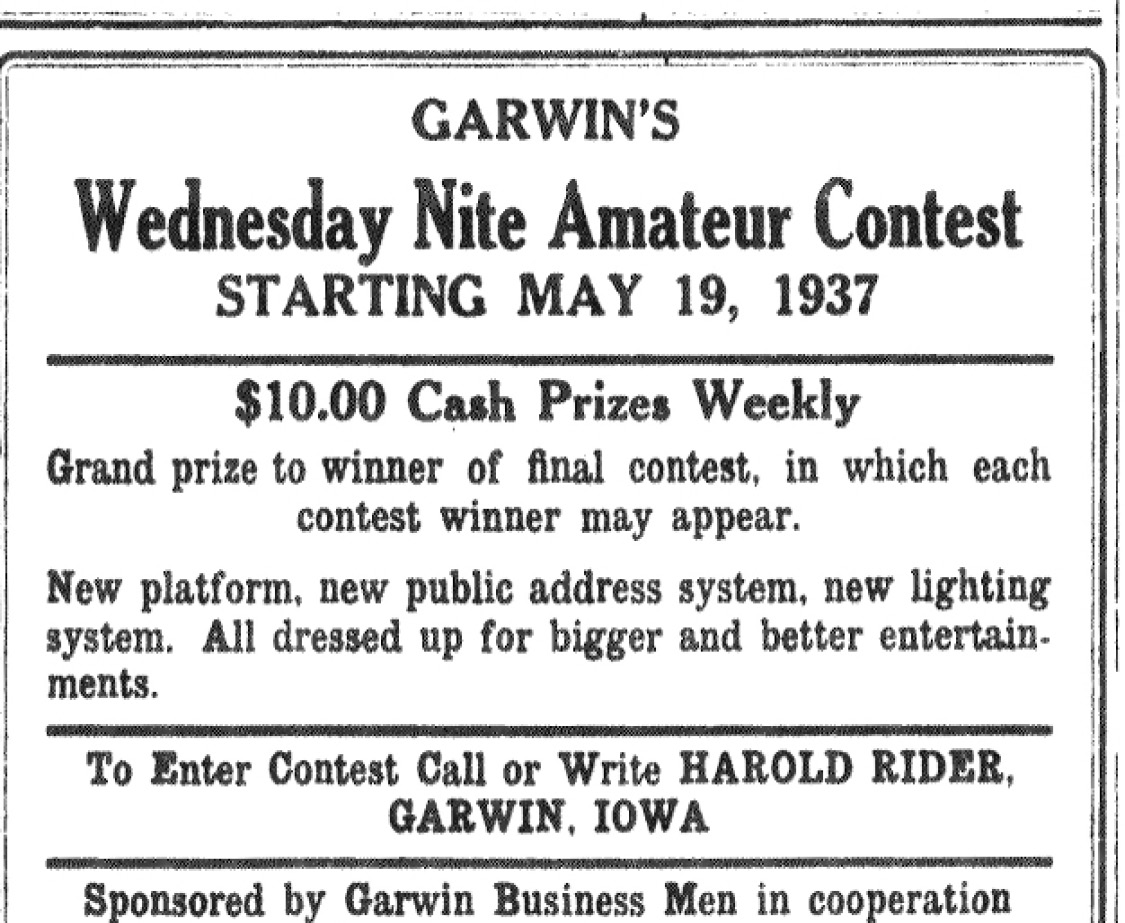 GARWIN'S
Wednesday Nite Amateur Contest
STARTING MAY 19, 1937
$10.00 Cash Prizes Weekly
Grand prize to winner of final contest, in which each
contest winner may appear.
New platform, new public address system, new lighting
system. All dressed up for bigger and better entertain-
ments.
To Enter Contest Call or Write HAROLD RIDER,
GARWIN, IOWA
Sponsored by Garwin Business Men in cooperation